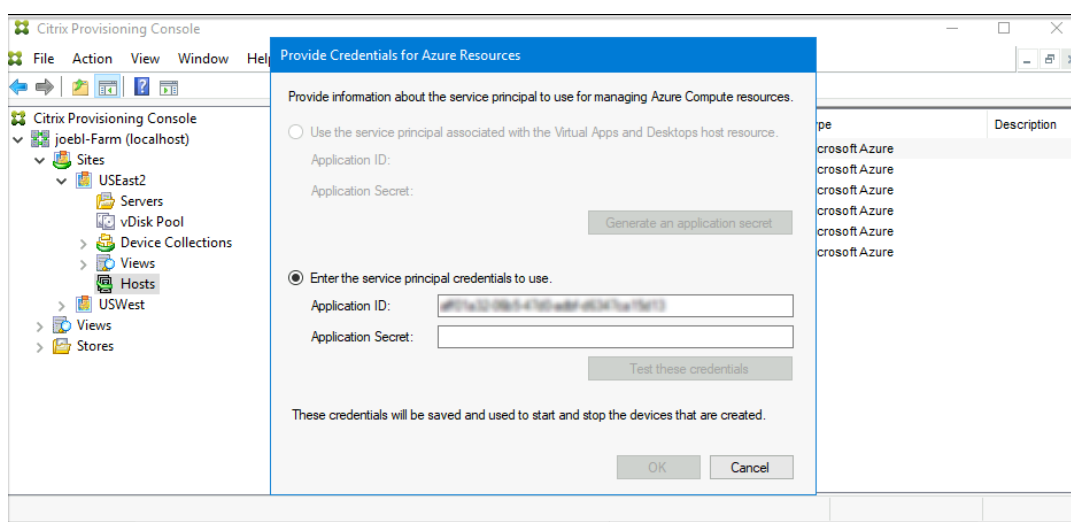 Citrix Provisioning Console
File Action View Window Hel
Provide Credentials for Azure Resources
Citrix Provisioning Console
joebl-Farm (localhost)
Sites
USEast2
Servers
vDisk Pool
Device Collections
Views
Hosts
USWest
Views
Stores
Provide information about the service principal to use for managing Azure Compute resources.
Use the service principal associated with the Virtual Apps and Desktops host resource.
Application ID:
Application Secret:
Generate an application secret
Enter the service principal credentials to use.
Application ID:
Application Secret:
Test these credentials
These credentials will be saved and used to start and stop the devices that are created.
OK Cancel
pe Description
crosoft Azure
crosoft Azure
crosoft Azure
crosoft Azure
crosoft Azure
crosoft Azure